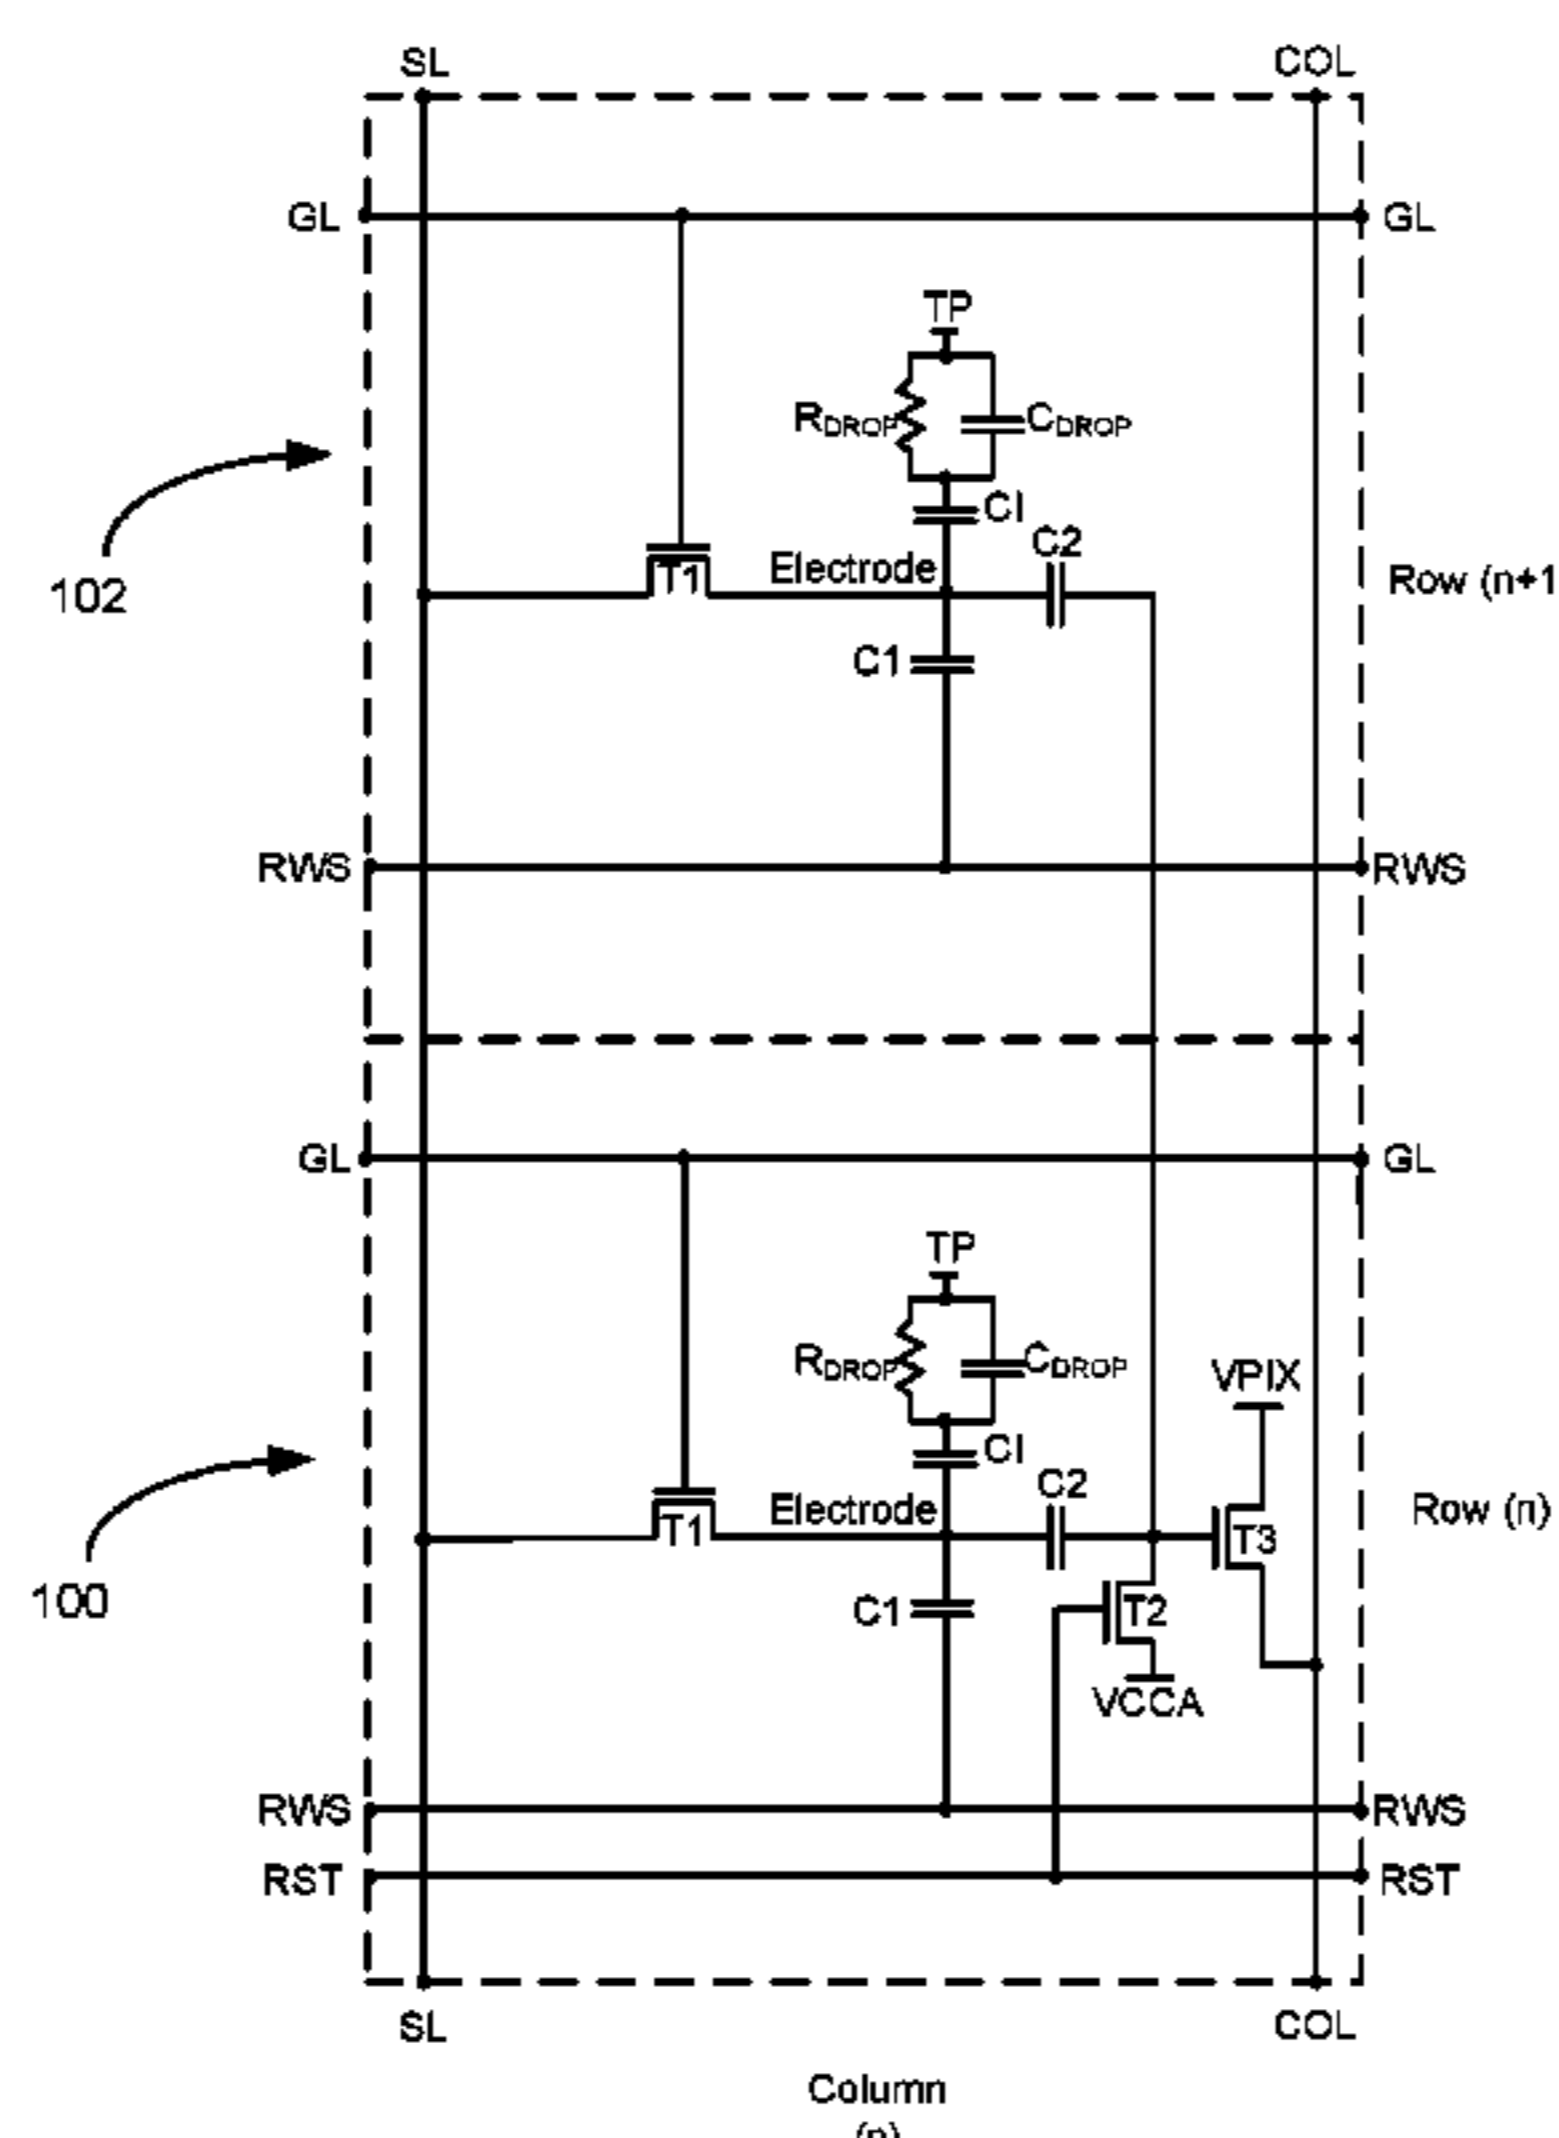 SL COL
GL GL
TP
RDROP CDROP
CI
C2
T1 Electrode
102
Row (n+1
C1
RWS RWS
GL GL
TP
RDROP CDROP
VPIX
CI
C2
T1 Electrode
T3
Row (n)
100
C1
T2
VCCA
RWS RWS
RST RST
SL COL
Column
(n)